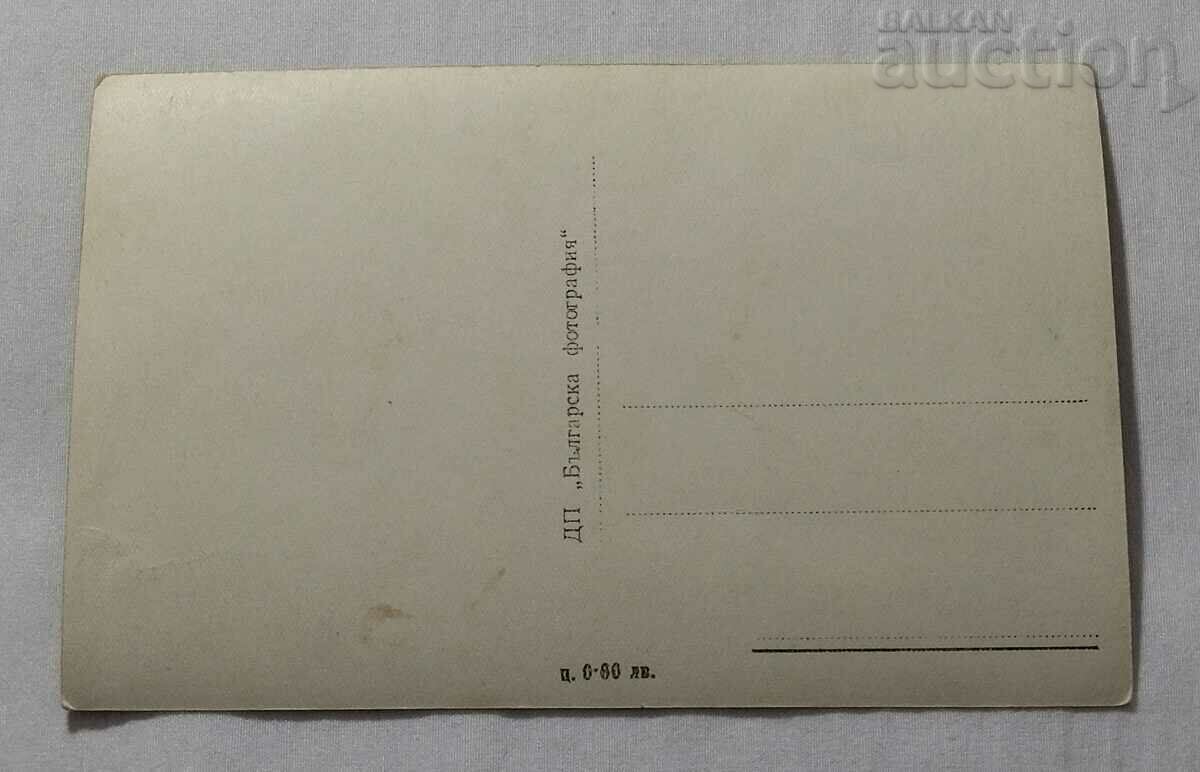 BALKAN
auction
ДП „Българска фотография“
ц. 0·60 лв.